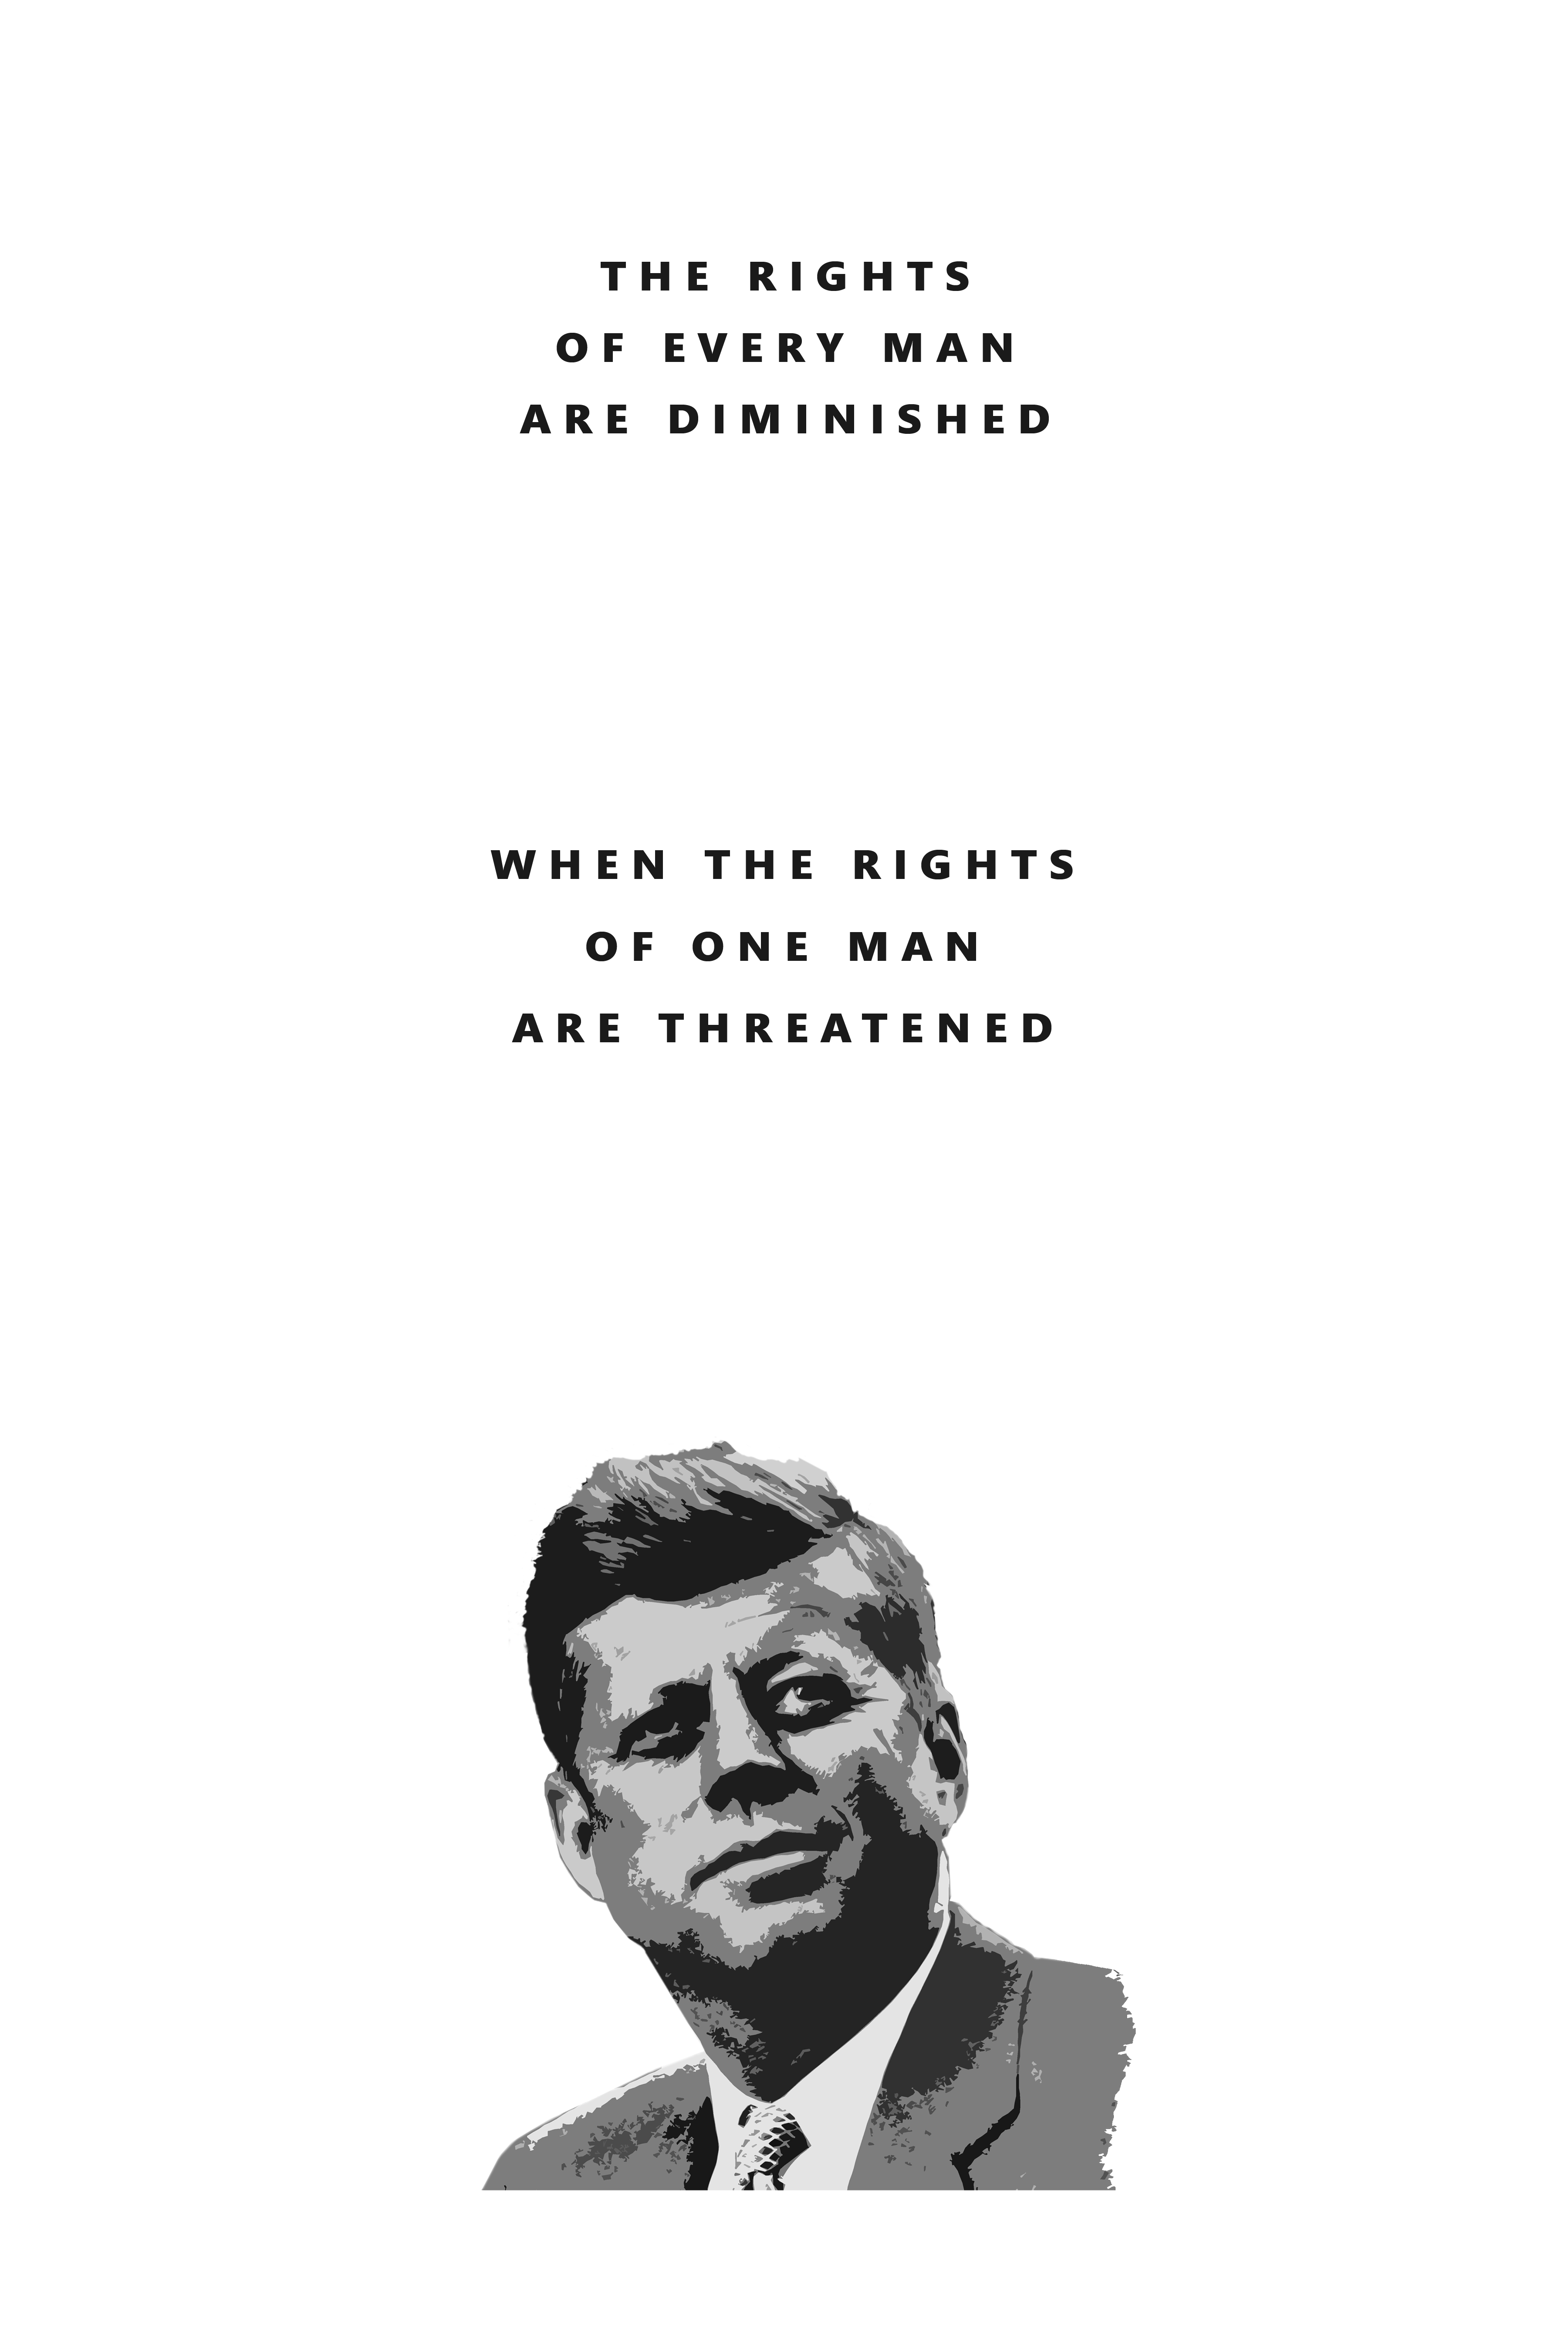 THE RIGHTS
OF EVERY MAN
ARE DIMINISHED
WHEN THE RIGHTS
OF ONE MAN
ARE THREATENED